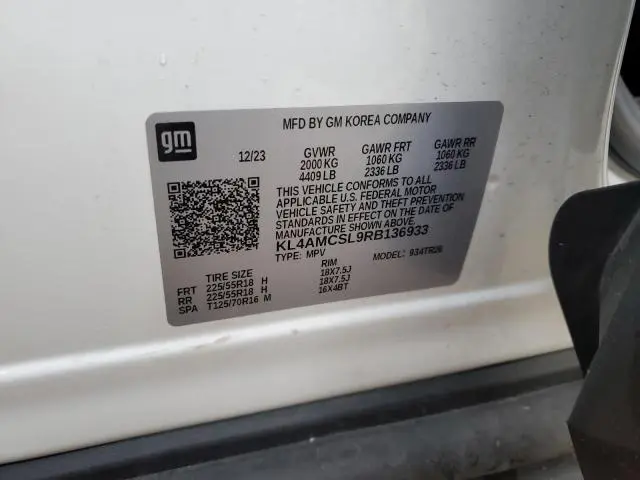 gm
MFD BY GM KOREA COMPANY
12/23 GVWR GAWR FRT GAWR RR
2000 KG 1060 KG 1060 KG
4409 LB 2336 LB 2336 LB
THIS VEHICLE CONFORMS TO ALL
APPLICABLE U.S. FEDERAL MOTOR
VEHICLE SAFETY AND THEFT PREVENTION
STANDARDS IN EFFECT ON THE DATE OF
MANUFACTURE SHOWN ABOVE.
KL4AMCSL9RB136933
TYPE: MPV MODEL:
TIRE SIZE RIM
FRT 225/55R18 H 18X7.5J
RR 225/55R18 H 18X7.5J
SPA T125/70R16 M 16X4BT